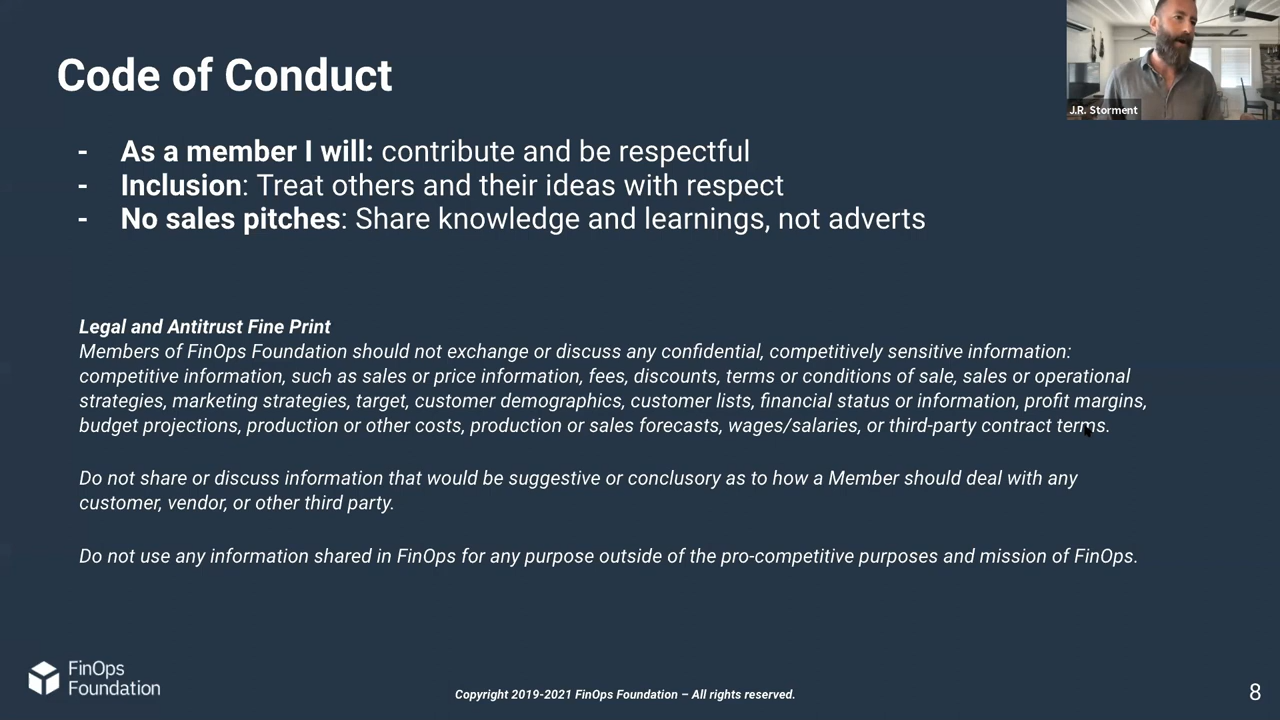 J.R. Storment
Code of Conduct
- As a member I will: contribute and be respectful
- Inclusion: Treat others and their ideas with respect
- No sales pitches: Share knowledge and learnings, not adverts
Legal and Antitrust Fine Print
Members of FinOps Foundation should not exchange or discuss any confidential, competitively sensitive information:
competitive information, such as sales or price information, fees, discounts, terms or conditions of sale, sales or operational
strategies, marketing strategies, target, customer demographics, customer lists, financial status or information, profit margins,
budget projections, production or other costs, production or sales forecasts, wages/salaries, or third-party contract terms.
Do not share or discuss information that would be suggestive or conclusory as to how a Member should deal with any
customer, vendor, or other third party.
Do not use any information shared in FinOps for any purpose outside of the pro-competitive purposes and mission of FinOps.
FinOps
Foundation
Copyright 2019-2021 FinOps Foundation – All rights reserved.
8